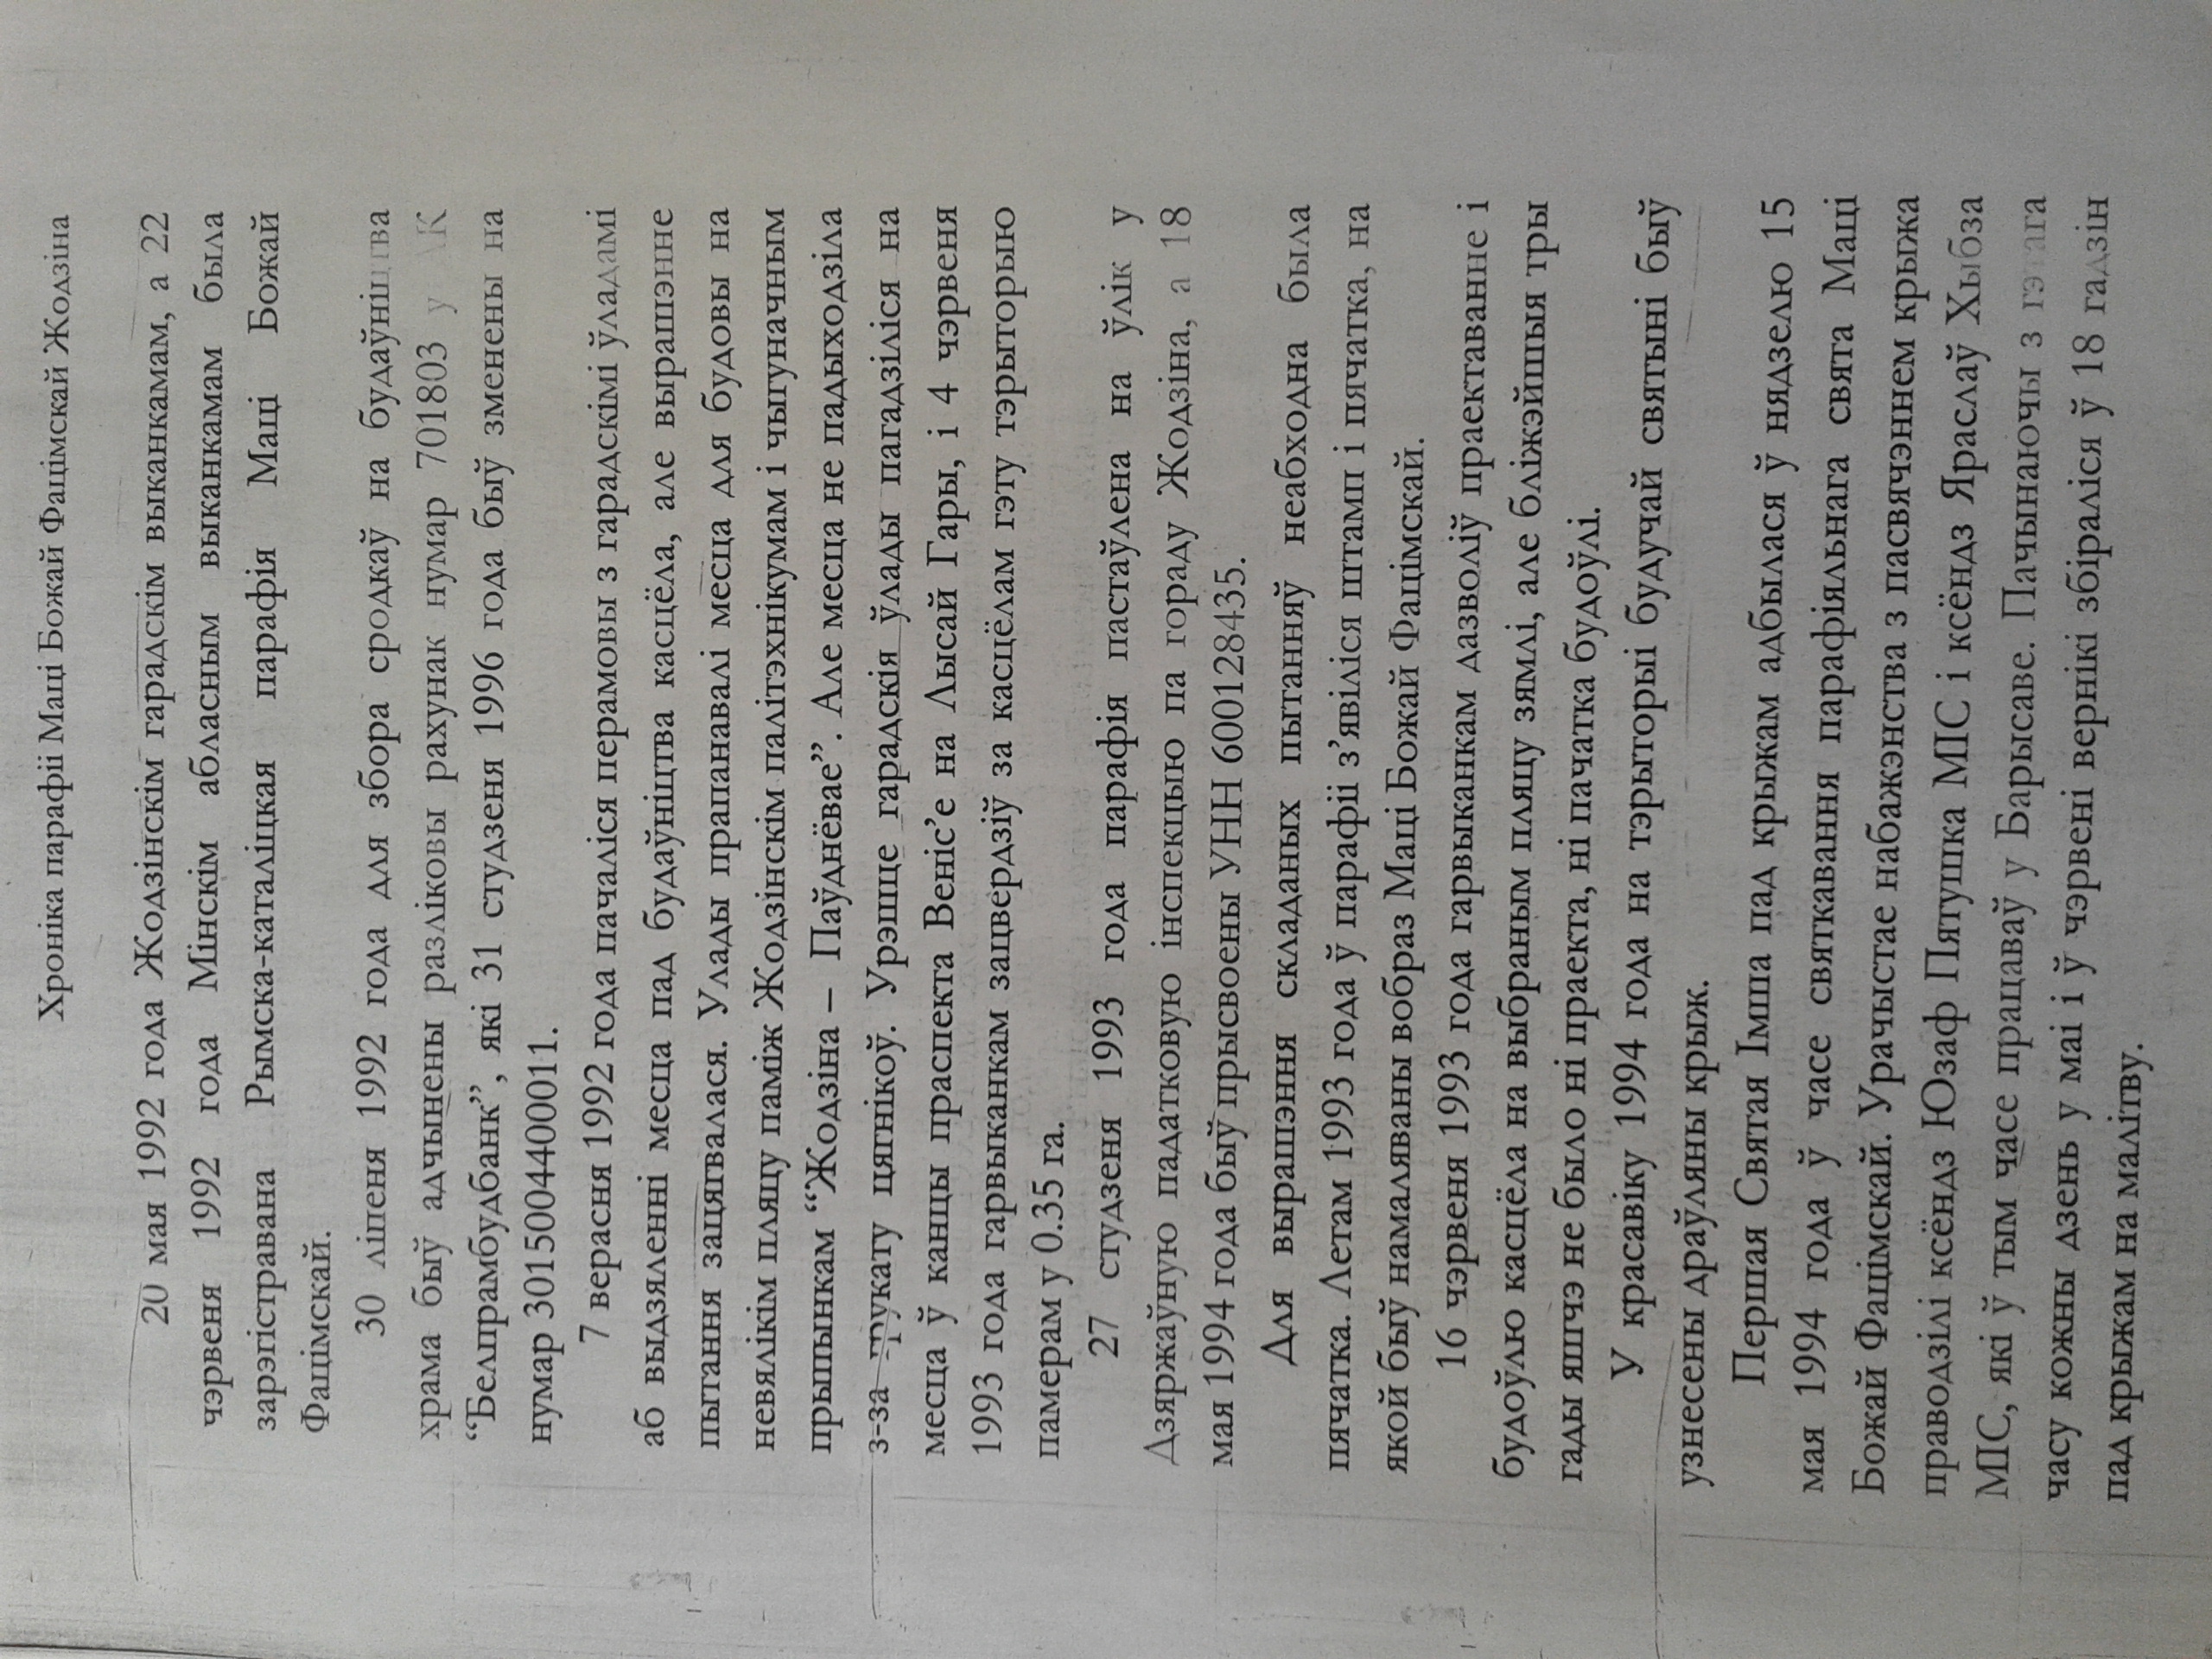 Хроніка парафіі Маці Божай Фацімскай Жодзіна
20 мая 1992 года Жодзінскім гарадскім выканкамам, а 22
чэрвеня 1992 года Мінскім абласным выканкамам была
зарэгістравана Рымска-каталіцкая парафія Маці Божай
Фацімскай.
30 ліпеня 1992 года для збора сродкаў на будаўніцтва
храма быў адчынены разліковы рахунак нумар 701803 у
“Белпрамбудбанк”, які 31 студзеня 1996 года быў зменены на
нумар 3015004400011.
7 верасня 1992 года пачаліся перамовы з гарадскімі ўладамі
аб выдзяленні месца пад будаўніцтва касцёла, але вырашэнне
пытання зацягвалася. Улады прапанавалі месца для будовы на
невялікім пляцу паміж Жодзінскім палітэхнікумам і чыгуначным
прыпынкам “Жодзіна – Паўднёвае”. Але месца не падыходзіла
з-за грукату цягнікоў. Урэшце гарадскія ўлады пагадзіліся на
месца ў канцы праспекта Веніс’е на Лысай Гары, і 4 чэрвеня
1993 года гарвыканкам зацвердзіў за касцёлам гэту тэрыторыю
памерам у 0.35 га.
27 студзеня 1993 года парафія пастаўлена на ўлік у
Дзяржаўную падатковую інспекцыю па гораду Жодзіна, а 18
мая 1994 года быў прысвоены УНН 600128435.
Для вырашэння складаных пытанняў неабходна была
пячатка. Летам 1993 года ў парафіі з’явіліся штамп і пячатка, на
якой быў намаляваны вобраз Маці Божай Фацімскай.
16 чэрвеня 1993 года гарвыканкам дазволіў праектаванне і
будоўлю касцёла на выбраным пляцу зямлі, але бліжэйшыя тры
гады яшчэ не было ні праекта, ні пачатка будоўлі.
У красавіку 1994 года на тэрыторыі будучай святыні быў
узнесены драўляны крыж.
Першая Святая Імша пад крыжам адбылася ў нядзелю 15
мая 1994 года ў часе святкавання парафіяльнага свята Маці
Божай Фацімскай. Урачыстае набажэнства з пасвячэннем крыжа
праводзілі ксёндз Юзаф Пятушка МІС і ксёндз Яраслаў Хыбза
МІС, які ў тым часе працаваў у Барысаве. Пачынаючы з гэтага
часу кожны дзень у маі і ў чэрвені вернікі збіраліся ў 18 гадзін
пад крыжам на малітву.